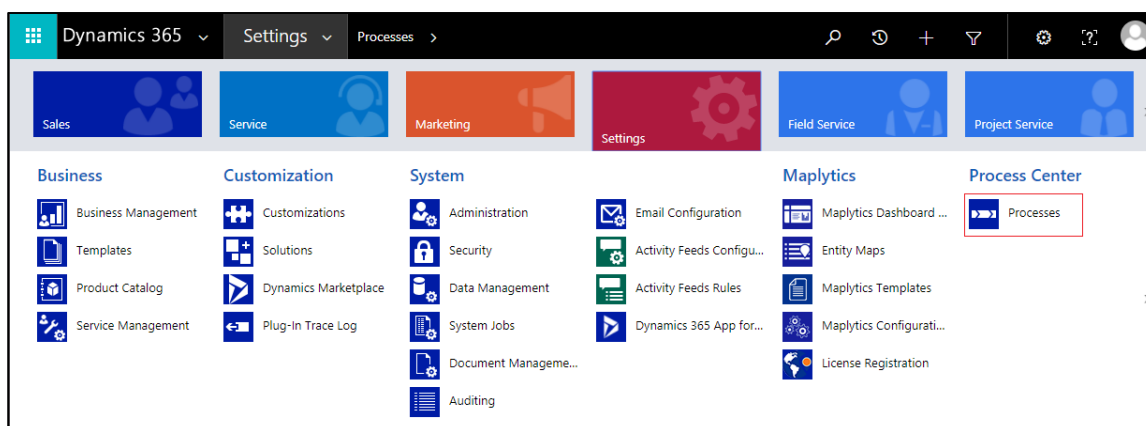 Dynamics 365
Settings
Processes >
[?]
Sales
Service
Marketing
Settings
Field Service
Project Service
Business
Business Management
Templates
Product Catalog
Service Management
Customization
Customizations
Solutions
Dynamics Marketplace
Plug-In Trace Log
System
Administration
Security
Data Management
System Jobs
Document Manageme...
Auditing
Email Configuration
Activity Feeds Configu...
Activity Feeds Rules
Dynamics 365 App for...
Maplytics
Maplytics Dashboard ...
Entity Maps
Maplytics Templates
Maplytics Configurati...
License Registration
Process Center
Processes